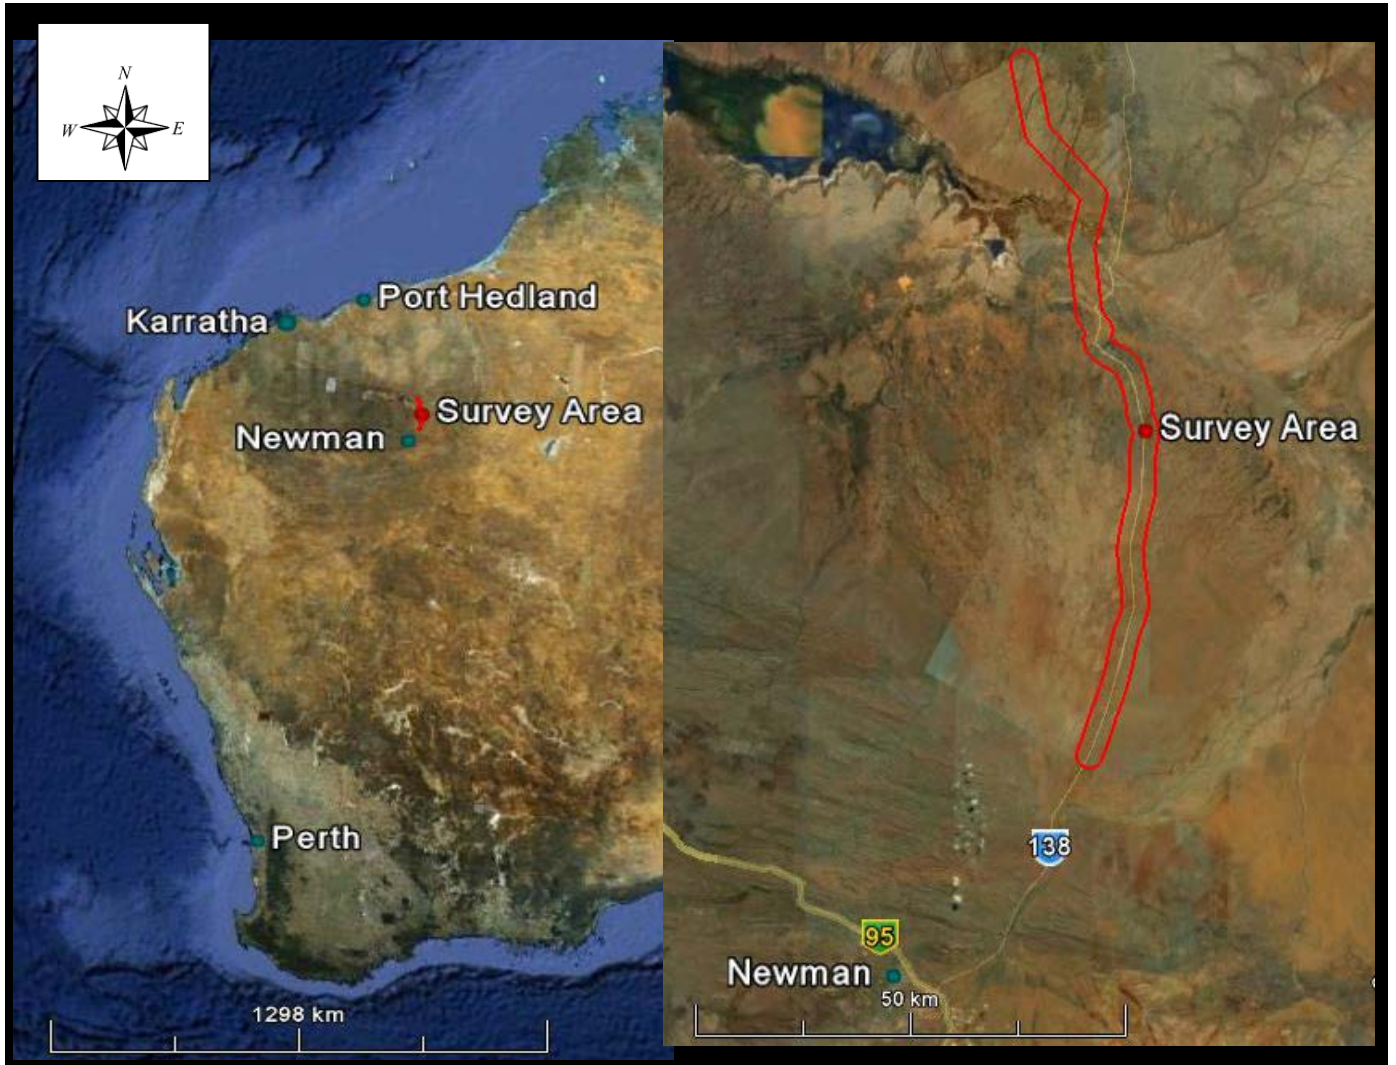 N
W E
Port Hedland
Karratha
Survey Area
Newman
Perth
1298 km
Survey Area
138
95
Newman
50 km